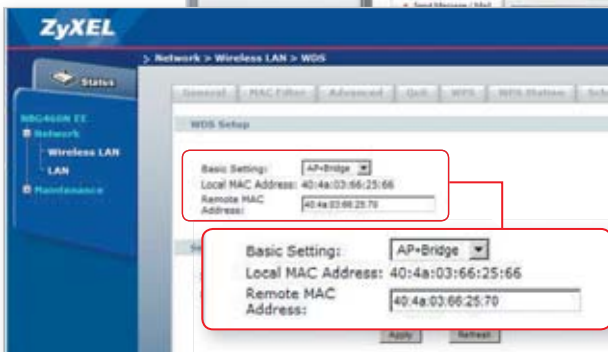 Send Message / Mail
ZyXEL
> Network > Wireless LAN > WDS
Status
General MAC Filter Advanced QoS WPS WPS Station
NBG460N EE
Network
Wireless LAN
LAN
Maintenance
WDS Setup
Basic Setting: AP+Bridge
Local MAC Address: 40:4a:03:66:25:66
Remote MAC
Address: 40:4a:03:66:25:70
Basic Setting: AP+Bridge
Local MAC Address: 40:4a:03:66:25:66
Remote MAC
Address: 40:4a:03:66:25:70
Apply Refresh